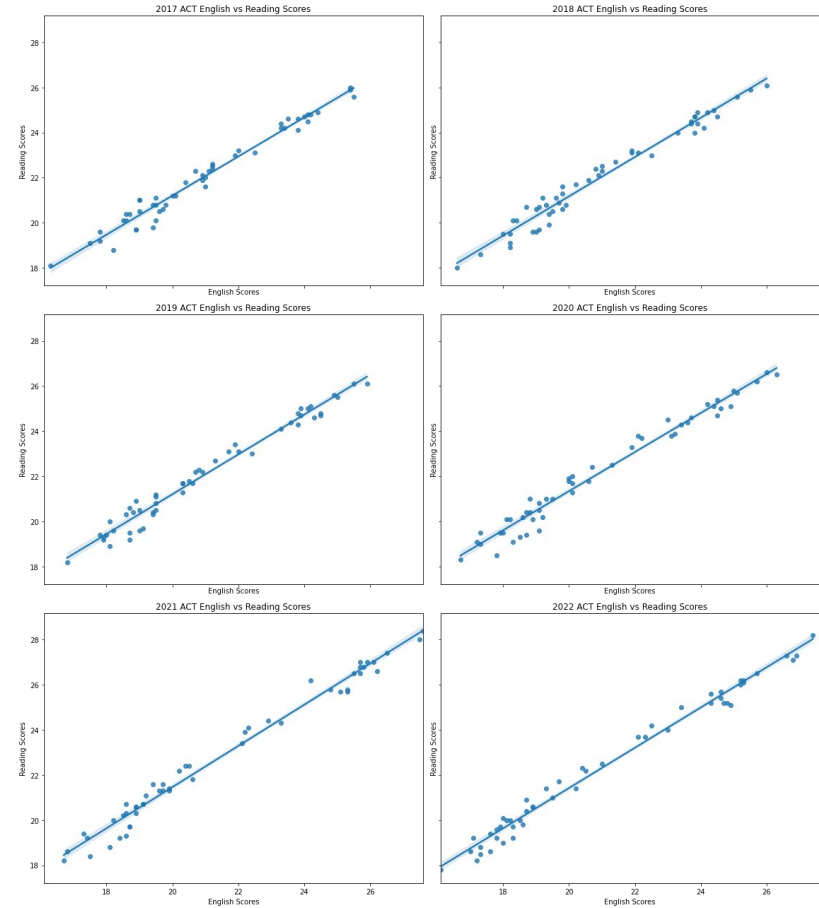 2017 ACT English vs Reading Scores
2018 ACT English vs Reading Scores
28
26
24
22
20
18
Reading Scores
Reading Scores
English Scores
English Scores
2019 ACT English vs Reading Scores
2020 ACT English vs Reading Scores
28
26
24
22
20
18
Reading Scores
Reading Scores
English Scores
English Scores
2021 ACT English vs Reading Scores
2022 ACT English vs Reading Scores
28
26
24
22
20
18
Reading Scores
Reading Scores
18 20 22 24 26
18 20 22 24 26
English Scores
English Scores